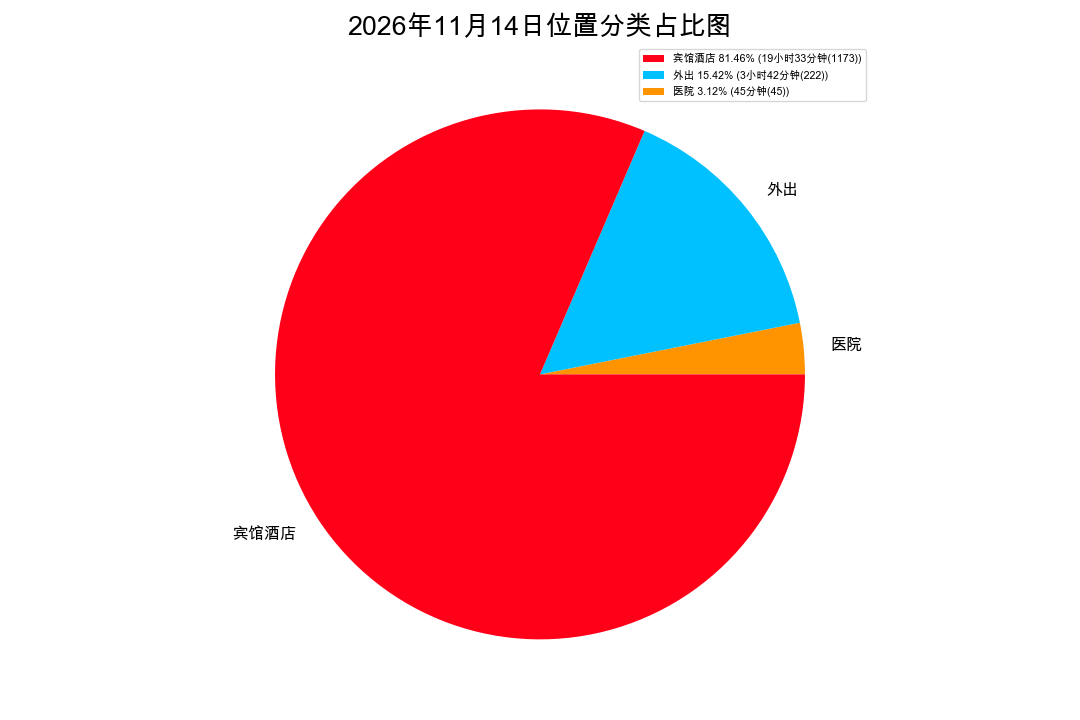 2026年11月14日位置分类占比图
宾馆酒店 81.46% (19小时33分钟(1173))
外出 15.42% (3小时42分钟(222))
医院 3.12% (45分钟(45))
外出
医院
宾馆酒店